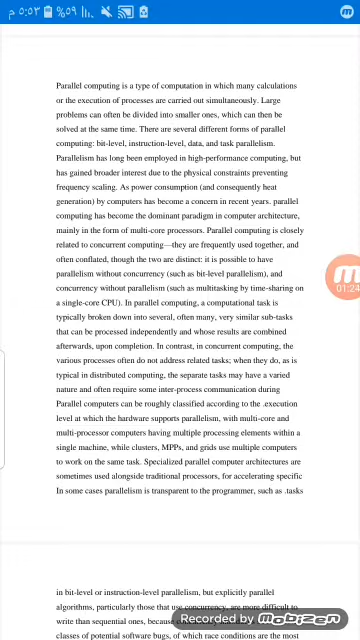 م ٥:٥٣ ٥٩%
Parallel computing is a type of computation in which many calculations
or the execution of processes are carried out simultaneously. Large
problems can often be divided into smaller ones, which can then be
solved at the same time. There are several different forms of parallel
computing: bit-level, instruction-level, data, and task parallelism.
Parallelism has long been employed in high-performance computing, but
has gained broader interest due to the physical constraints preventing
frequency scaling. As power consumption (and consequently heat
generation) by computers has become a concern in recent years. parallel
computing has become the dominant paradigm in computer architecture,
mainly in the form of multi-core processors. Parallel computing is closely
related to concurrent computing—they are frequently used together, and
often conflated, though the two are distinct: it is possible to have
parallelism without concurrency (such as bit-level parallelism), and
concurrency without parallelism (such as multitasking by time-sharing on
a single-core CPU). In parallel computing, a computational task is
typically broken down into several, often many, very similar sub-tasks
that can be processed independently and whose results are combined
afterwards, upon completion. In contrast, in concurrent computing, the
various processes often do not address related tasks; when they do, as is
typical in distributed computing, the separate tasks may have a varied
nature and often require some inter-process communication during
Parallel computers can be roughly classified according to the .execution
level at which the hardware supports parallelism, with multi-core and
multi-processor computers having multiple processing elements within a
single machine, while clusters, MPPs, and grids use multiple computers
to work on the same task. Specialized parallel computer architectures are
sometimes used alongside traditional processors, for accelerating specific
In some cases parallelism is transparent to the programmer, such as .tasks
01:24
in bit-level or instruction-level parallelism, but explicitly parallel
algorithms, particularly those that use concurrency, are more difficult to
write than sequential ones, because
classes of potential software bugs, of which race conditions are the most
Recorded by mobizen